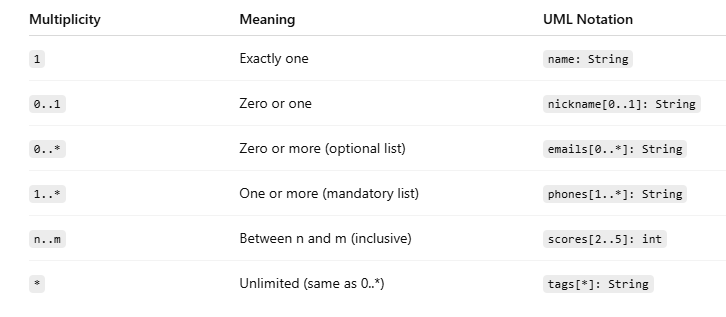 Multiplicity Meaning UML Notation
1 Exactly one name: String
0..1 Zero or one nickname[0..1]: String
0..* Zero or more (optional list) emails[0..*]: String
1..* One or more (mandatory list) phones[1..*]: String
n..m Between n and m (inclusive) scores[2..5]: int
* Unlimited (same as 0..*) tags[*]: String